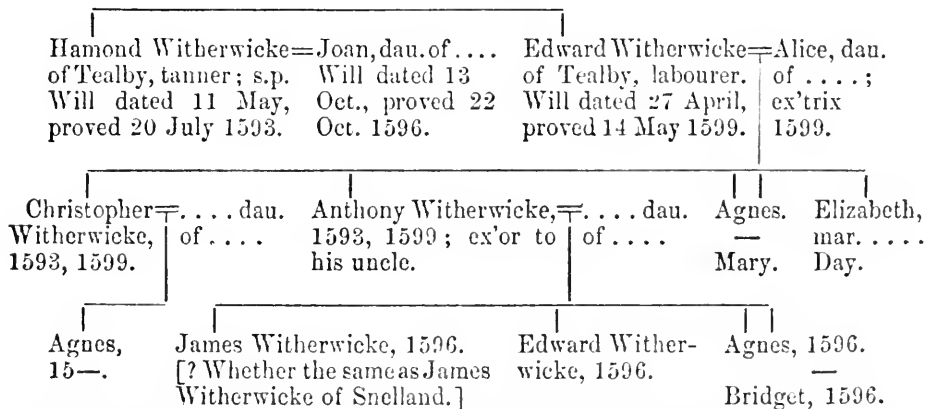 Hamond Witherwicke=Joan, dau. of . . . .
of Tealby, tanner; s.p. Will dated 13
Will dated 11 May, Oct., proved 22
proved 20 July 1593. Oct. 1596.
Edward Witherwicke=Alice, dau.
of Tealby, labourer. of . . . . ;
Will dated 27 April, ex'trix
proved 14 May 1599. 1599.
Christopher=. . . . dau.
Witherwicke, of . . . .
1593, 1599.
Anthony Witherwicke,=. . . . dau.
1593, 1599; ex'or to of . . . .
his uncle.
Agnes.
—
Mary.
Elizabeth,
mar. . . . .
Day.
Agnes,
15—.
James Witherwicke, 1596.
[? Whether the same as James
Witherwicke of Snelland.]
Edward Wither-
wicke, 1596.
Agnes, 1596.
—
Bridget, 1596.